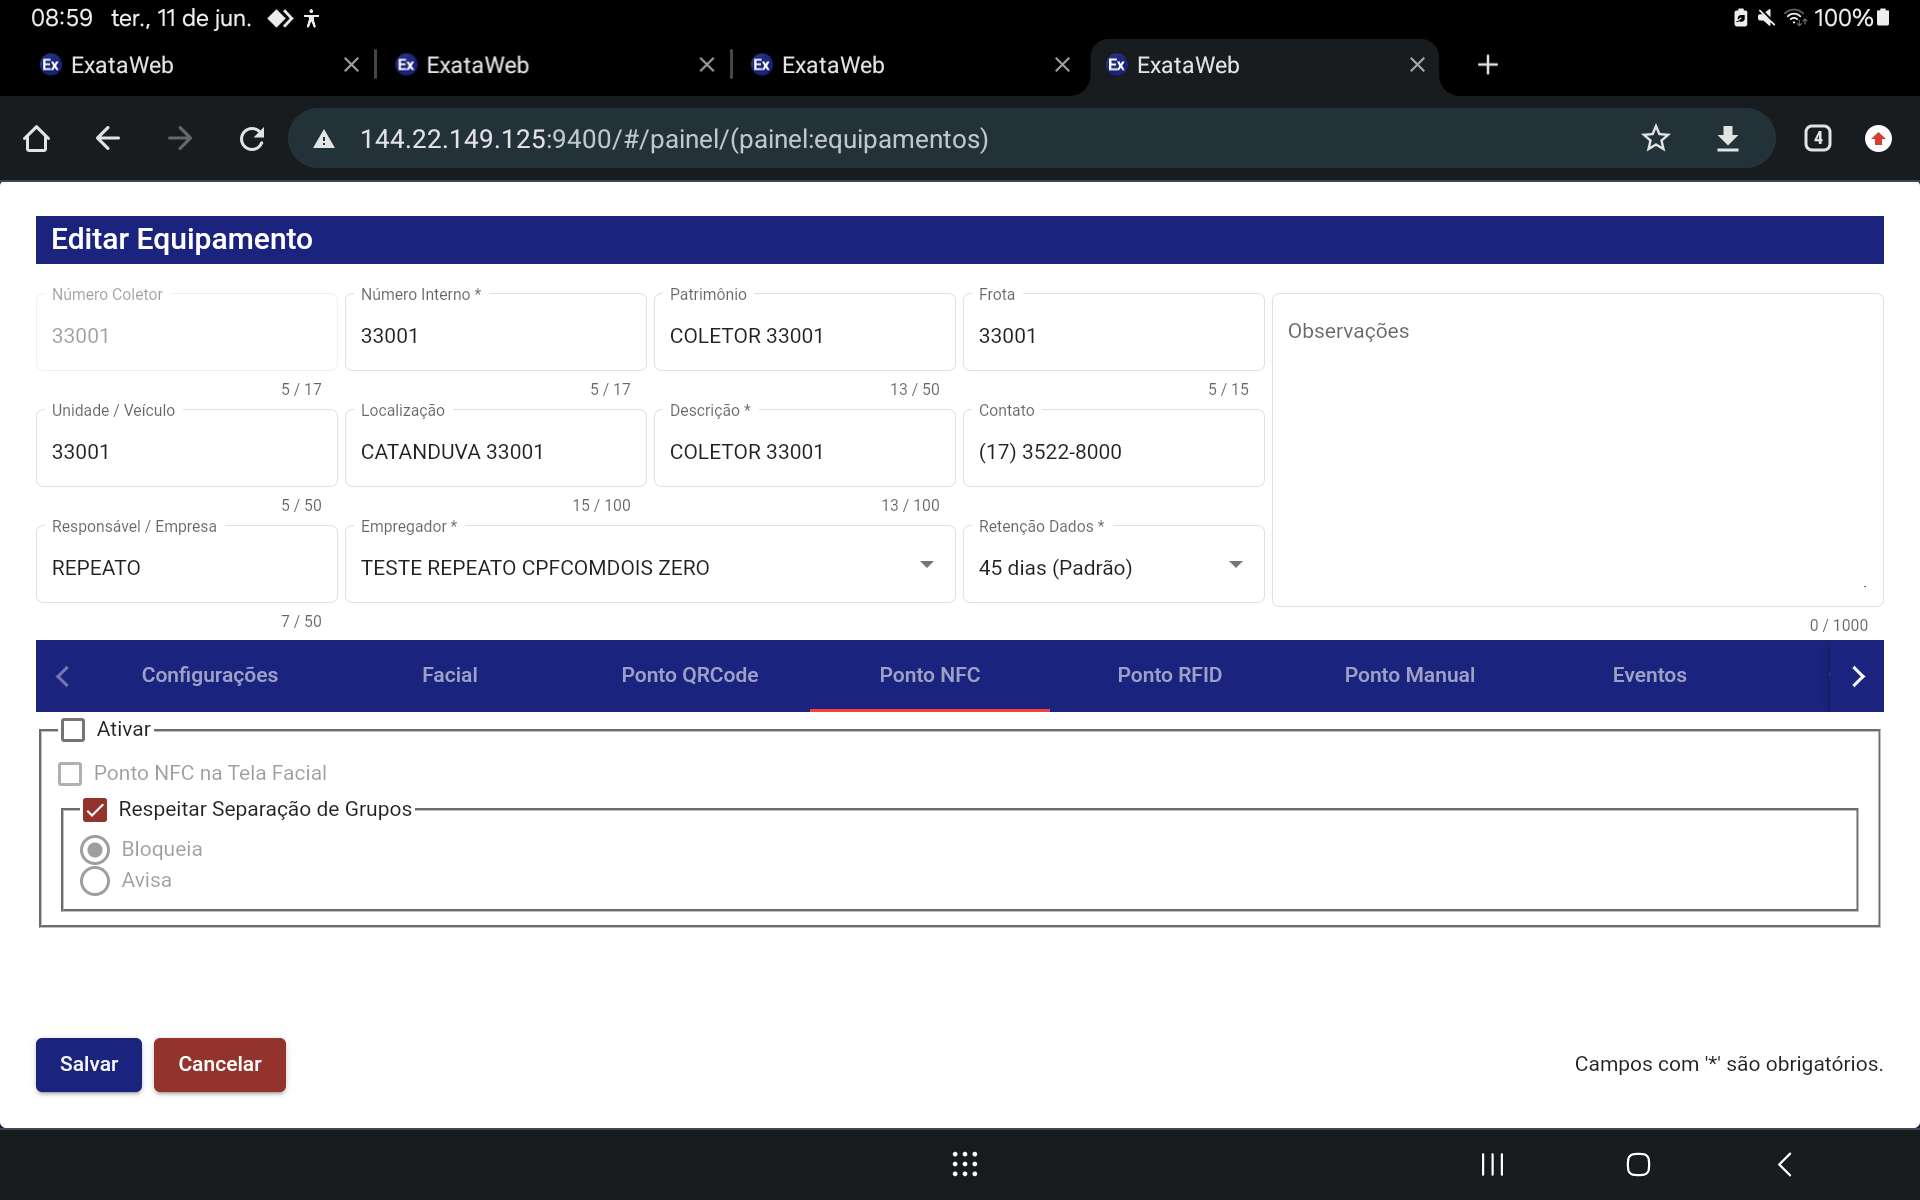 08:59 ter., 11 de jun.
100%
Ex ExataWeb
Ex ExataWeb
Ex ExataWeb
Ex ExataWeb
144.22.149.125:9400/#/painel/(painel:equipamentos)
4
Editar Equipamento
Número Coletor
33001
5 / 17
Número Interno *
33001
5 / 17
Patrimônio
COLETOR 33001
13 / 50
Frota
33001
5 / 15
Observações
0 / 1000
Unidade / Veículo
33001
5 / 50
Localização
CATANDUVA 33001
15 / 100
Descrição *
COLETOR 33001
13 / 100
Contato
(17) 3522-8000
Responsável / Empresa
REPEATO
7 / 50
Empregador *
TESTE REPEATO CPFCOMDOIS ZERO
Retenção Dados *
45 dias (Padrão)
Configurações
Facial
Ponto QRCode
Ponto NFC
Ponto RFID
Ponto Manual
Eventos
Ativar
Ponto NFC na Tela Facial
Respeitar Separação de Grupos
Bloqueia
Avisa
Salvar
Cancelar
Campos com '*' são obrigatórios.